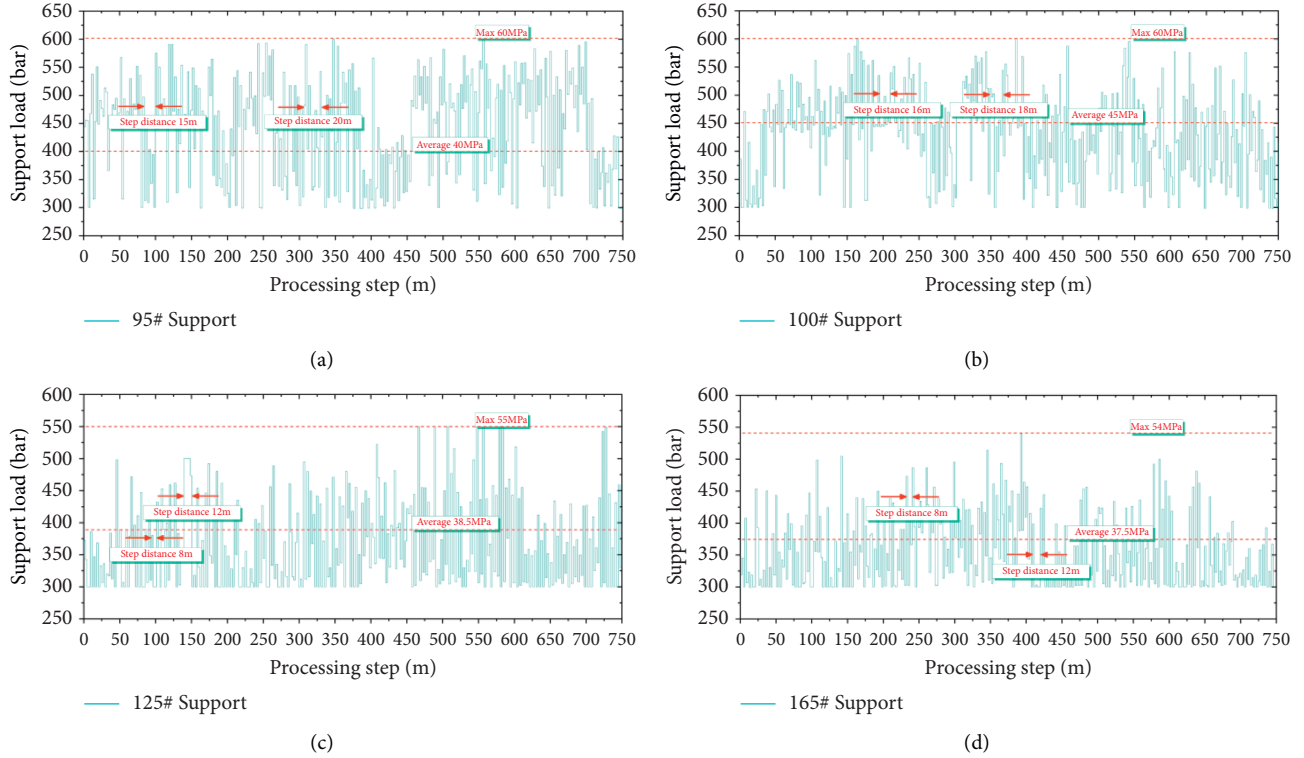 650
600
550
500
450
400
350
300
250
Support load (bar)
Max 60MPa
Step distance 15m
Step distance 20m
Average 40MPa
0 50 100 150 200 250 300 350 400 450 500 550 600 650 700 750
Processing step (m)
95# Support
(a)
650
600
550
500
450
400
350
300
250
Support load (bar)
Max 60MPa
Step distance 16m
Step distance 18m
Average 45MPa
0 50 100 150 200 250 300 350 400 450 500 550 600 650 700 750
Processing step (m)
100# Support
(b)
600
550
500
450
400
350
300
250
Support load (bar)
Max 55MPa
Step distance 12m
Average 38.5MPa
Step distance 8m
0 50 100 150 200 250 300 350 400 450 500 550 600 650 700 750
Processing step (m)
125# Support
(c)
600
550
500
450
400
350
300
250
Support load (bar)
Max 54MPa
Step distance 8m
Average 37.5MPa
Step distance 12m
0 50 100 150 200 250 300 350 400 450 500 550 600 650 700 750
Processing step (m)
165# Support
(d)